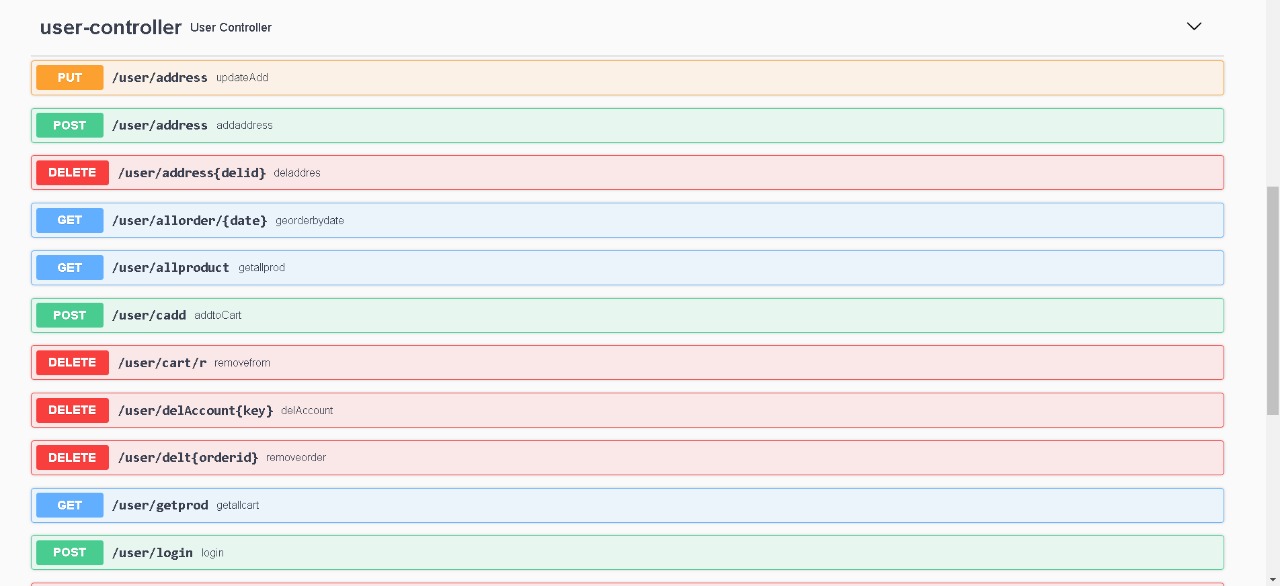 user-controller User Controller
PUT /user/address updateAdd
POST /user/address addaddress
DELETE /user/address{delid} deladdres
GET /user/allorder/{date} georderbydate
GET /user/allproduct getallprod
POST /user/cadd addtoCart
DELETE /user/cart/r removefrom
DELETE /user/delAccount{key} delAccount
DELETE /user/delt{orderid} removeorder
GET /user/getprod getallcart
POST /user/login login